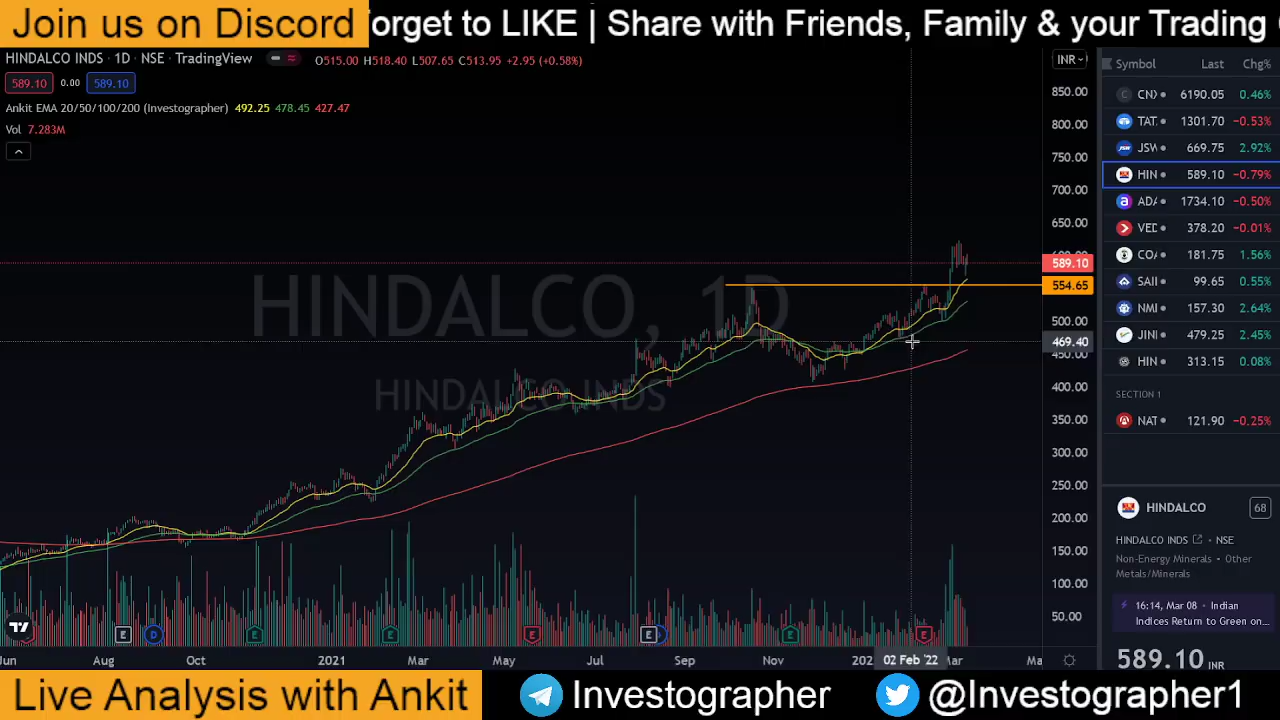 Join us on Discord
orget to LIKE | Share with Friends, Family & your Trading
HINDALCO INDS · 1D · NSE · TradingView
O515.00 H518.40 L507.65 C513.95 +2.95 (+0.58%)
589.10 0.00 589.10
Ankit EMA 20/50/100/200 (Investographer) 492.25 478.45 427.47
Vol 7.283M
INR
850.00
800.00
750.00
700.00
650.00
589.10
554.65
500.00
469.40
450.00
400.00
350.00
300.00
250.00
200.00
150.00
100.00
50.00
HINDALCO, 1D
HINDALCO INDS
E D E E E E E E
Jun Aug Oct 2021 Mar May Jul Sep Nov 202 02 Feb '22 Mar Ma
Symbol Last Chg%
CNX 6190.05 0.46%
TAT 1301.70 −0.53%
JSW 669.75 2.92%
HIN 589.10 −0.79%
ADA 1734.10 −0.50%
VED 378.20 −0.01%
COA 181.75 1.56%
SAIL 99.65 0.55%
NMD 157.30 2.64%
JIN 479.25 2.45%
HIN 313.15 0.08%
SECTION 1
NAT 121.90 −0.25%
HINDALCO 68
HINDALCO INDS · NSE
Non-Energy Minerals · Other
Metals/Minerals
16:14, Mar 08 · Indian
Indices Return to Green on...
589.10 INR
Live Analysis with Ankit
Investographer
@Investographer1